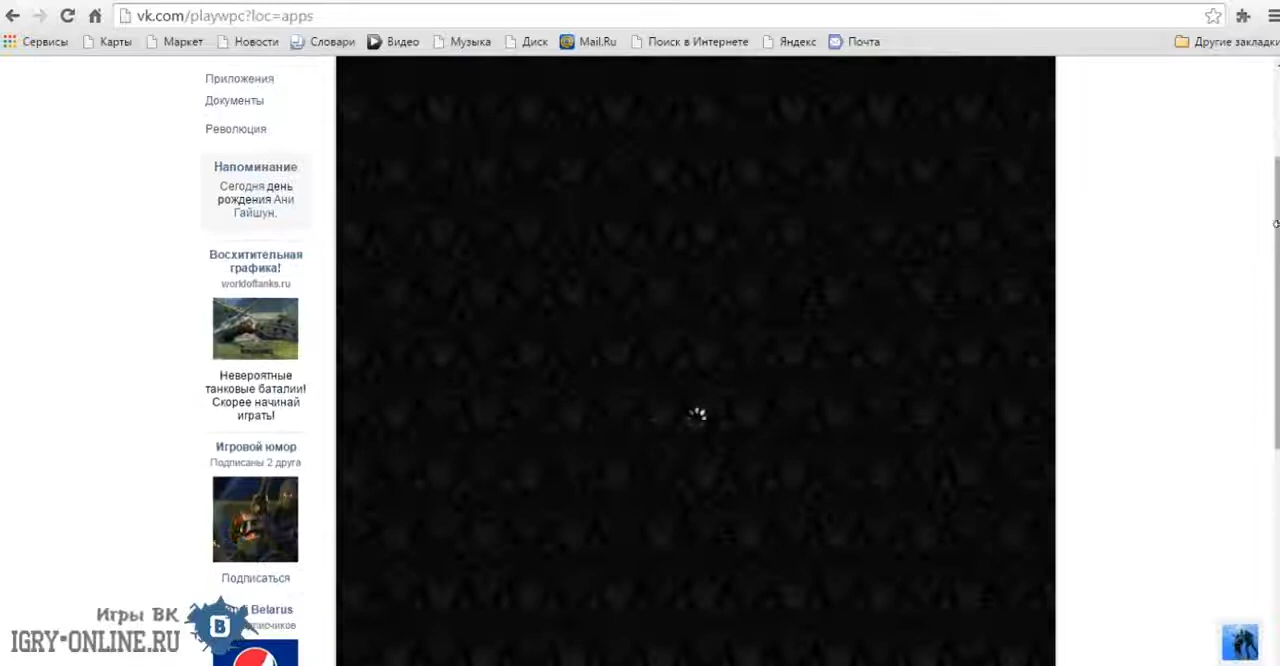 vk.com/playwpc?loc=apps
Сервисы Карты Маркет Новости Словари Видео Музыка Диск Mail.Ru Поиск в Интернете Яндекс Почта Другие закладки
Приложения
Документы
Революция
Напоминание
Сегодня день
рождения Ани
Гайшун.
Восхитительная
графика!
worldoftanks.ru
Невероятные
танковые баталии!
Скорее начинай
играть!
Игровой юмор
Подписаны 2 друга
Подписаться
Belarus
Игры ВК
IGRY-ONLINE.RU